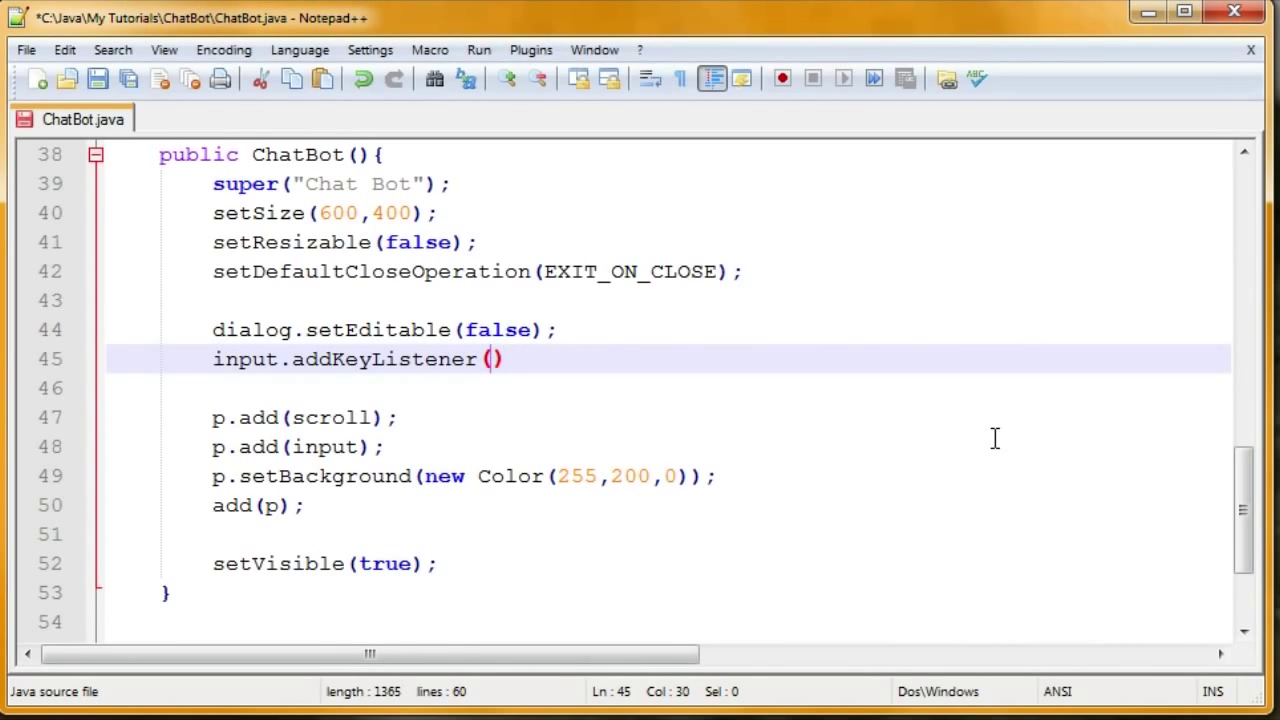 *C:\Java\My Tutorials\ChatBot\ChatBot.java - Notepad++
File Edit Search View Encoding Language Settings Macro Run Plugins Window ? X
ABC
ChatBot.java
38 public ChatBot(){
39 super("Chat Bot");
40 setSize(600,400);
41 setResizable(false);
42 setDefaultCloseOperation(EXIT_ON_CLOSE);
43
44 dialog.setEditable(false);
45 input.addKeyListener()
46
47 p.add(scroll);
48 p.add(input);
49 p.setBackground(new Color(255,200,0));
50 add(p);
51
52 setVisible(true);
53 }
54
Java source file length : 1365 lines : 60 Ln : 45 Col : 30 Sel : 0 Dos\Windows ANSI INS